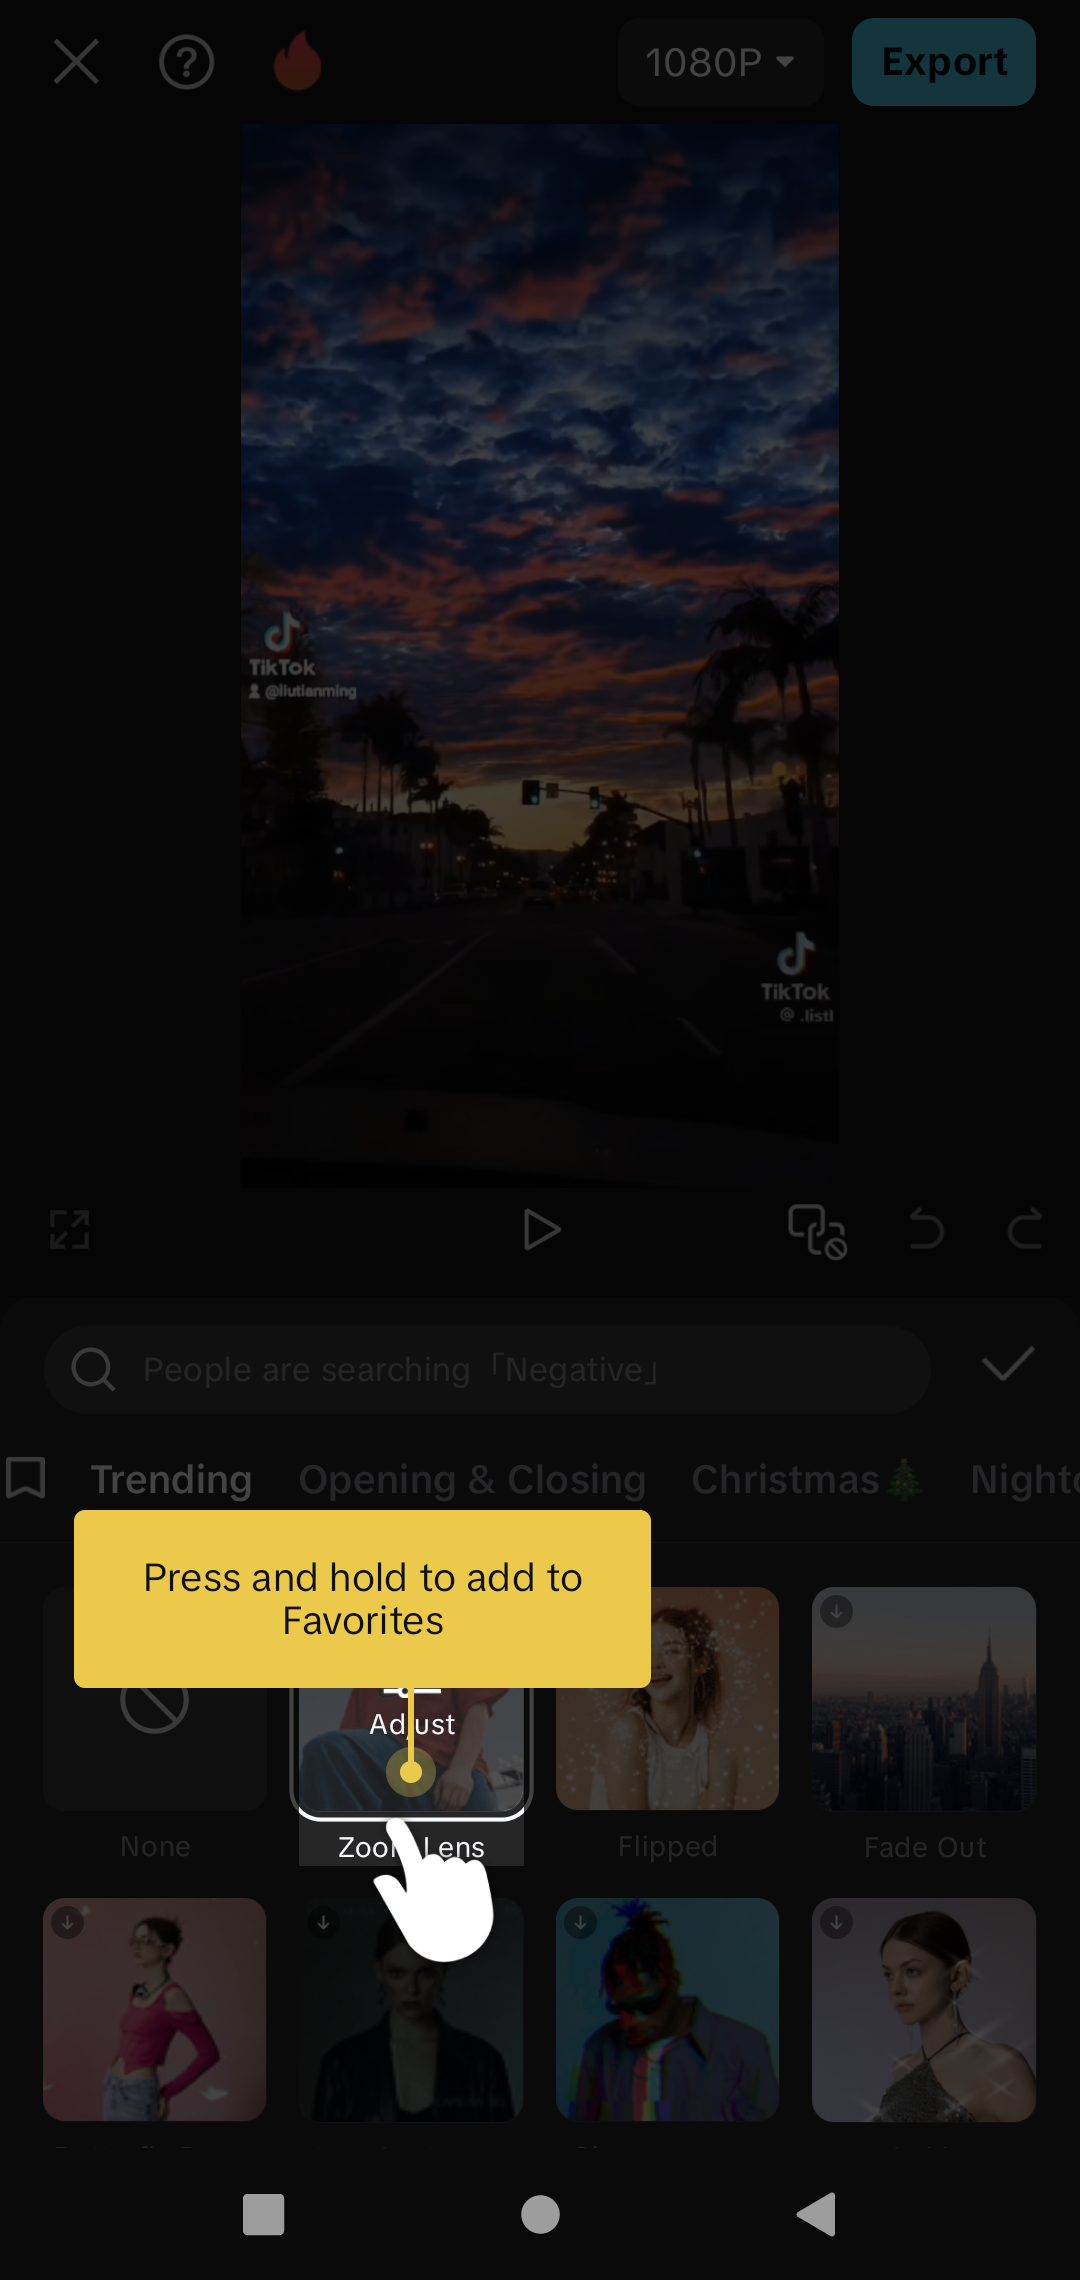 1080P
Export
TikTok
@liutianming
TikTok
@ .listl
People are searching「Negative」
Trending
Opening & Closing
Christmas
Press and hold to add to
Favorites
Adjust
None
Zoom Lens
Flipped
Fade Out